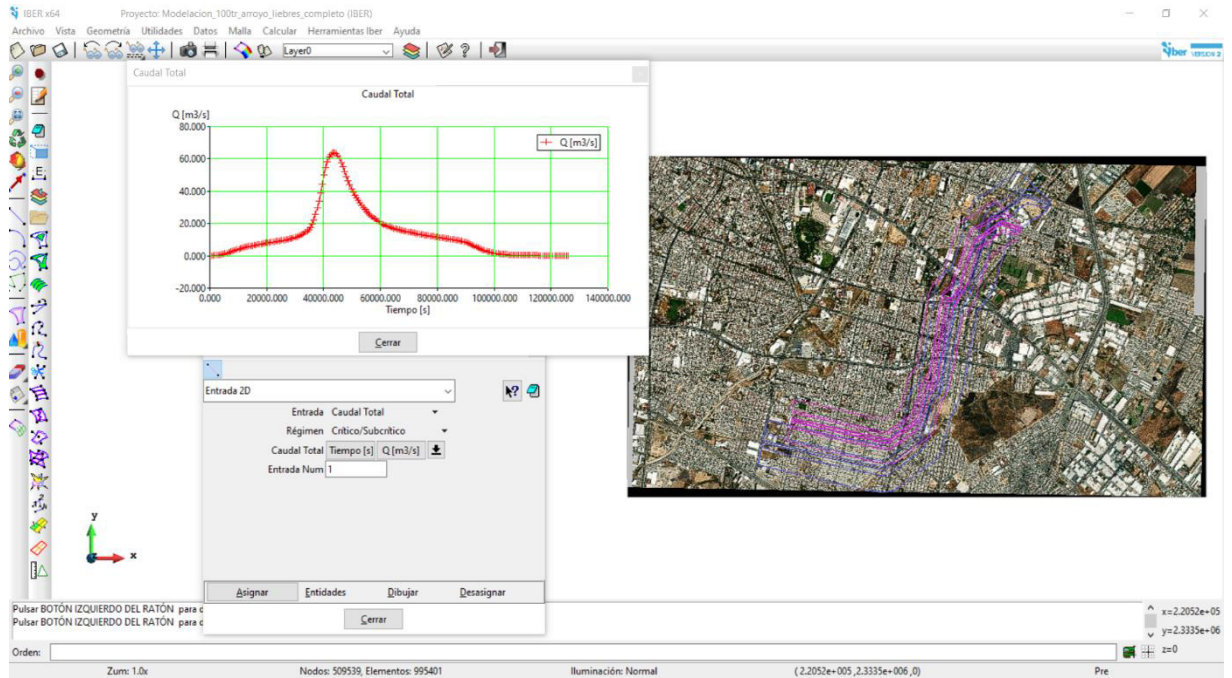 IBER x64
Proyecto: Modelacion_100tr_arroyo_liebres_completo (IBER)
Archivo Vista Geometría Utilidades Datos Malla Calcular Herramientas Iber Ayuda
Layer0
Iber VERSION 2
Caudal Total
Caudal Total
Q [m3/s]
80.000
60.000
40.000
20.000
0.000
-20.000
Q [m3/s]
0.000 20000.000 40000.000 60000.000 80000.000 100000.000 120000.000 140000.000
Tiempo [s]
Cerrar
E
Entrada 2D
Entrada Caudal Total
Régimen Crítico/Subcrítico
Caudal Total Tiempo [s] Q [m3/s]
Entrada Num 1
y
x
Asignar Entidades Dibujar Desasignar
Cerrar
Pulsar BOTÓN IZQUIERDO DEL RATÓN para
Pulsar BOTÓN IZQUIERDO DEL RATÓN para
x=2.2052e+05
y=2.3335e+06
z=0
Orden:
Zum: 1.0x Nodos: 509539, Elementos: 995401 Iluminación: Normal (2.2052e+005,2.3335e+006,0) Pre